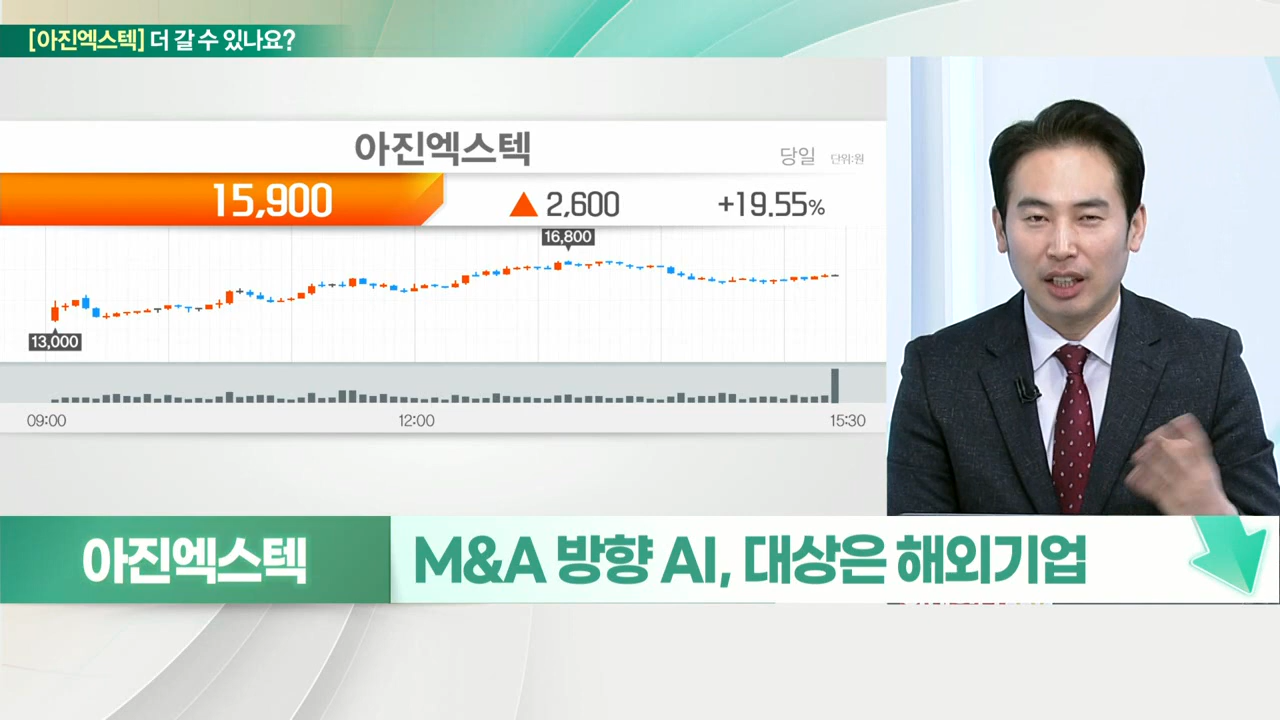 [아진엑스텍] 더 갈 수 있나요?
아진엑스텍
당일 단위:원
15,900 ▲ 2,600 +19.55%
16,800
13,000
09:00 12:00 15:30
아진엑스텍 M&A 방향 AI, 대상은 해외기업